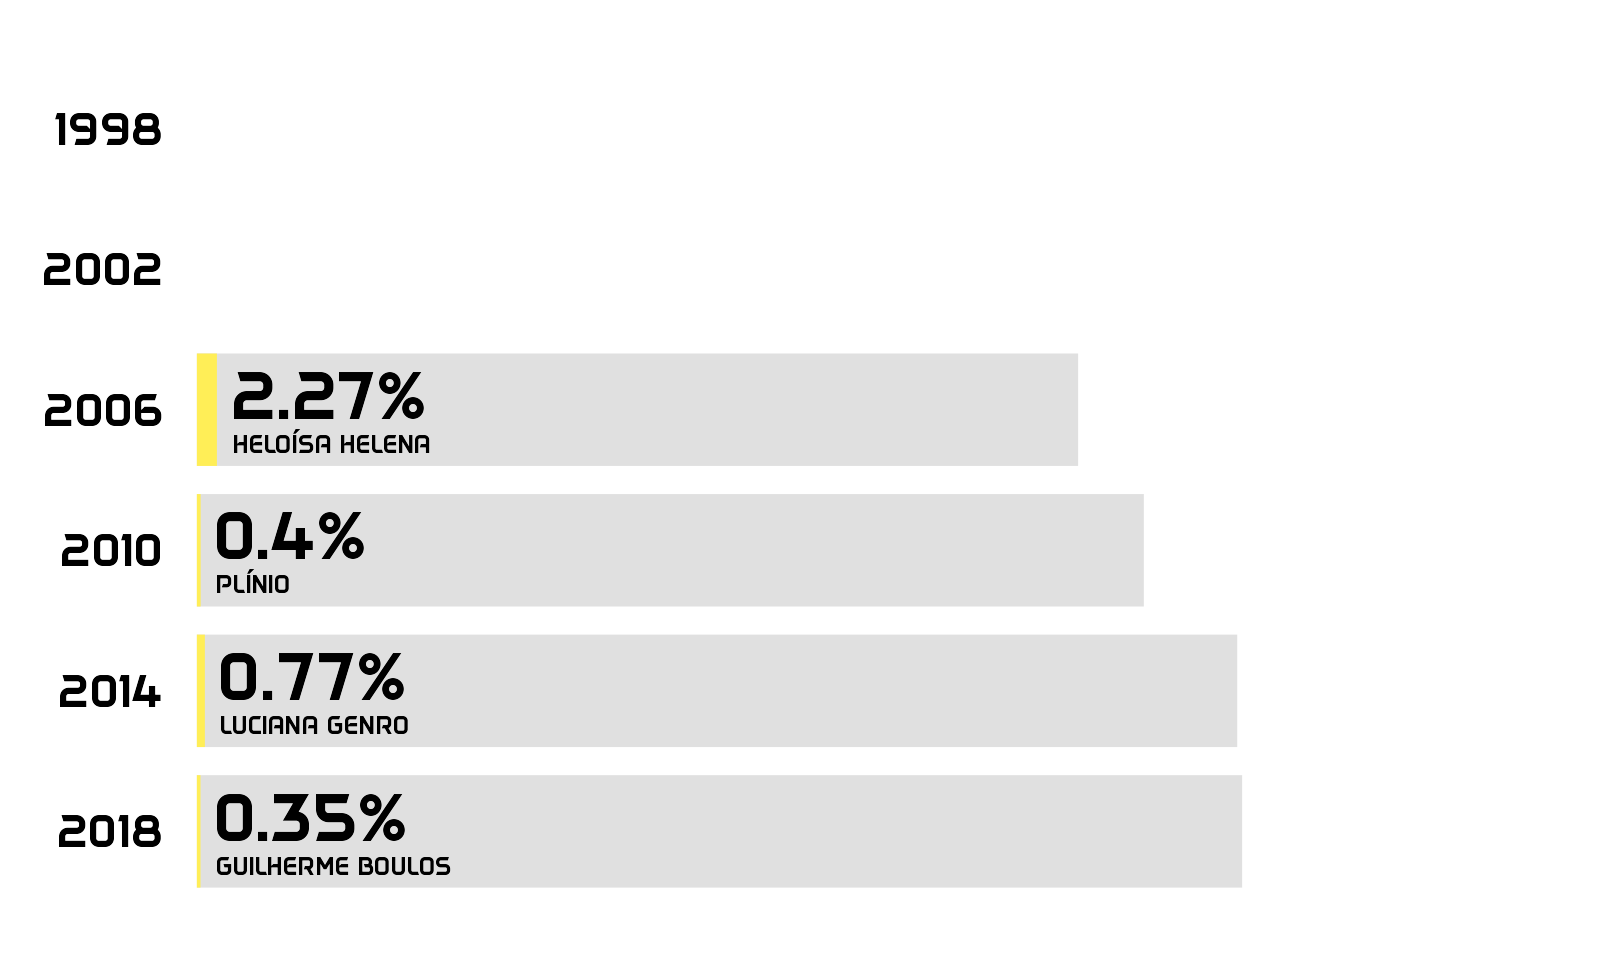 1998
2002
2006
2.27%
HELOÍSA HELENA
2010
0.4%
PLÍNIO
2014
0.77%
LUCIANA GENRO
2018
0.35%
GUILHERME BOULOS